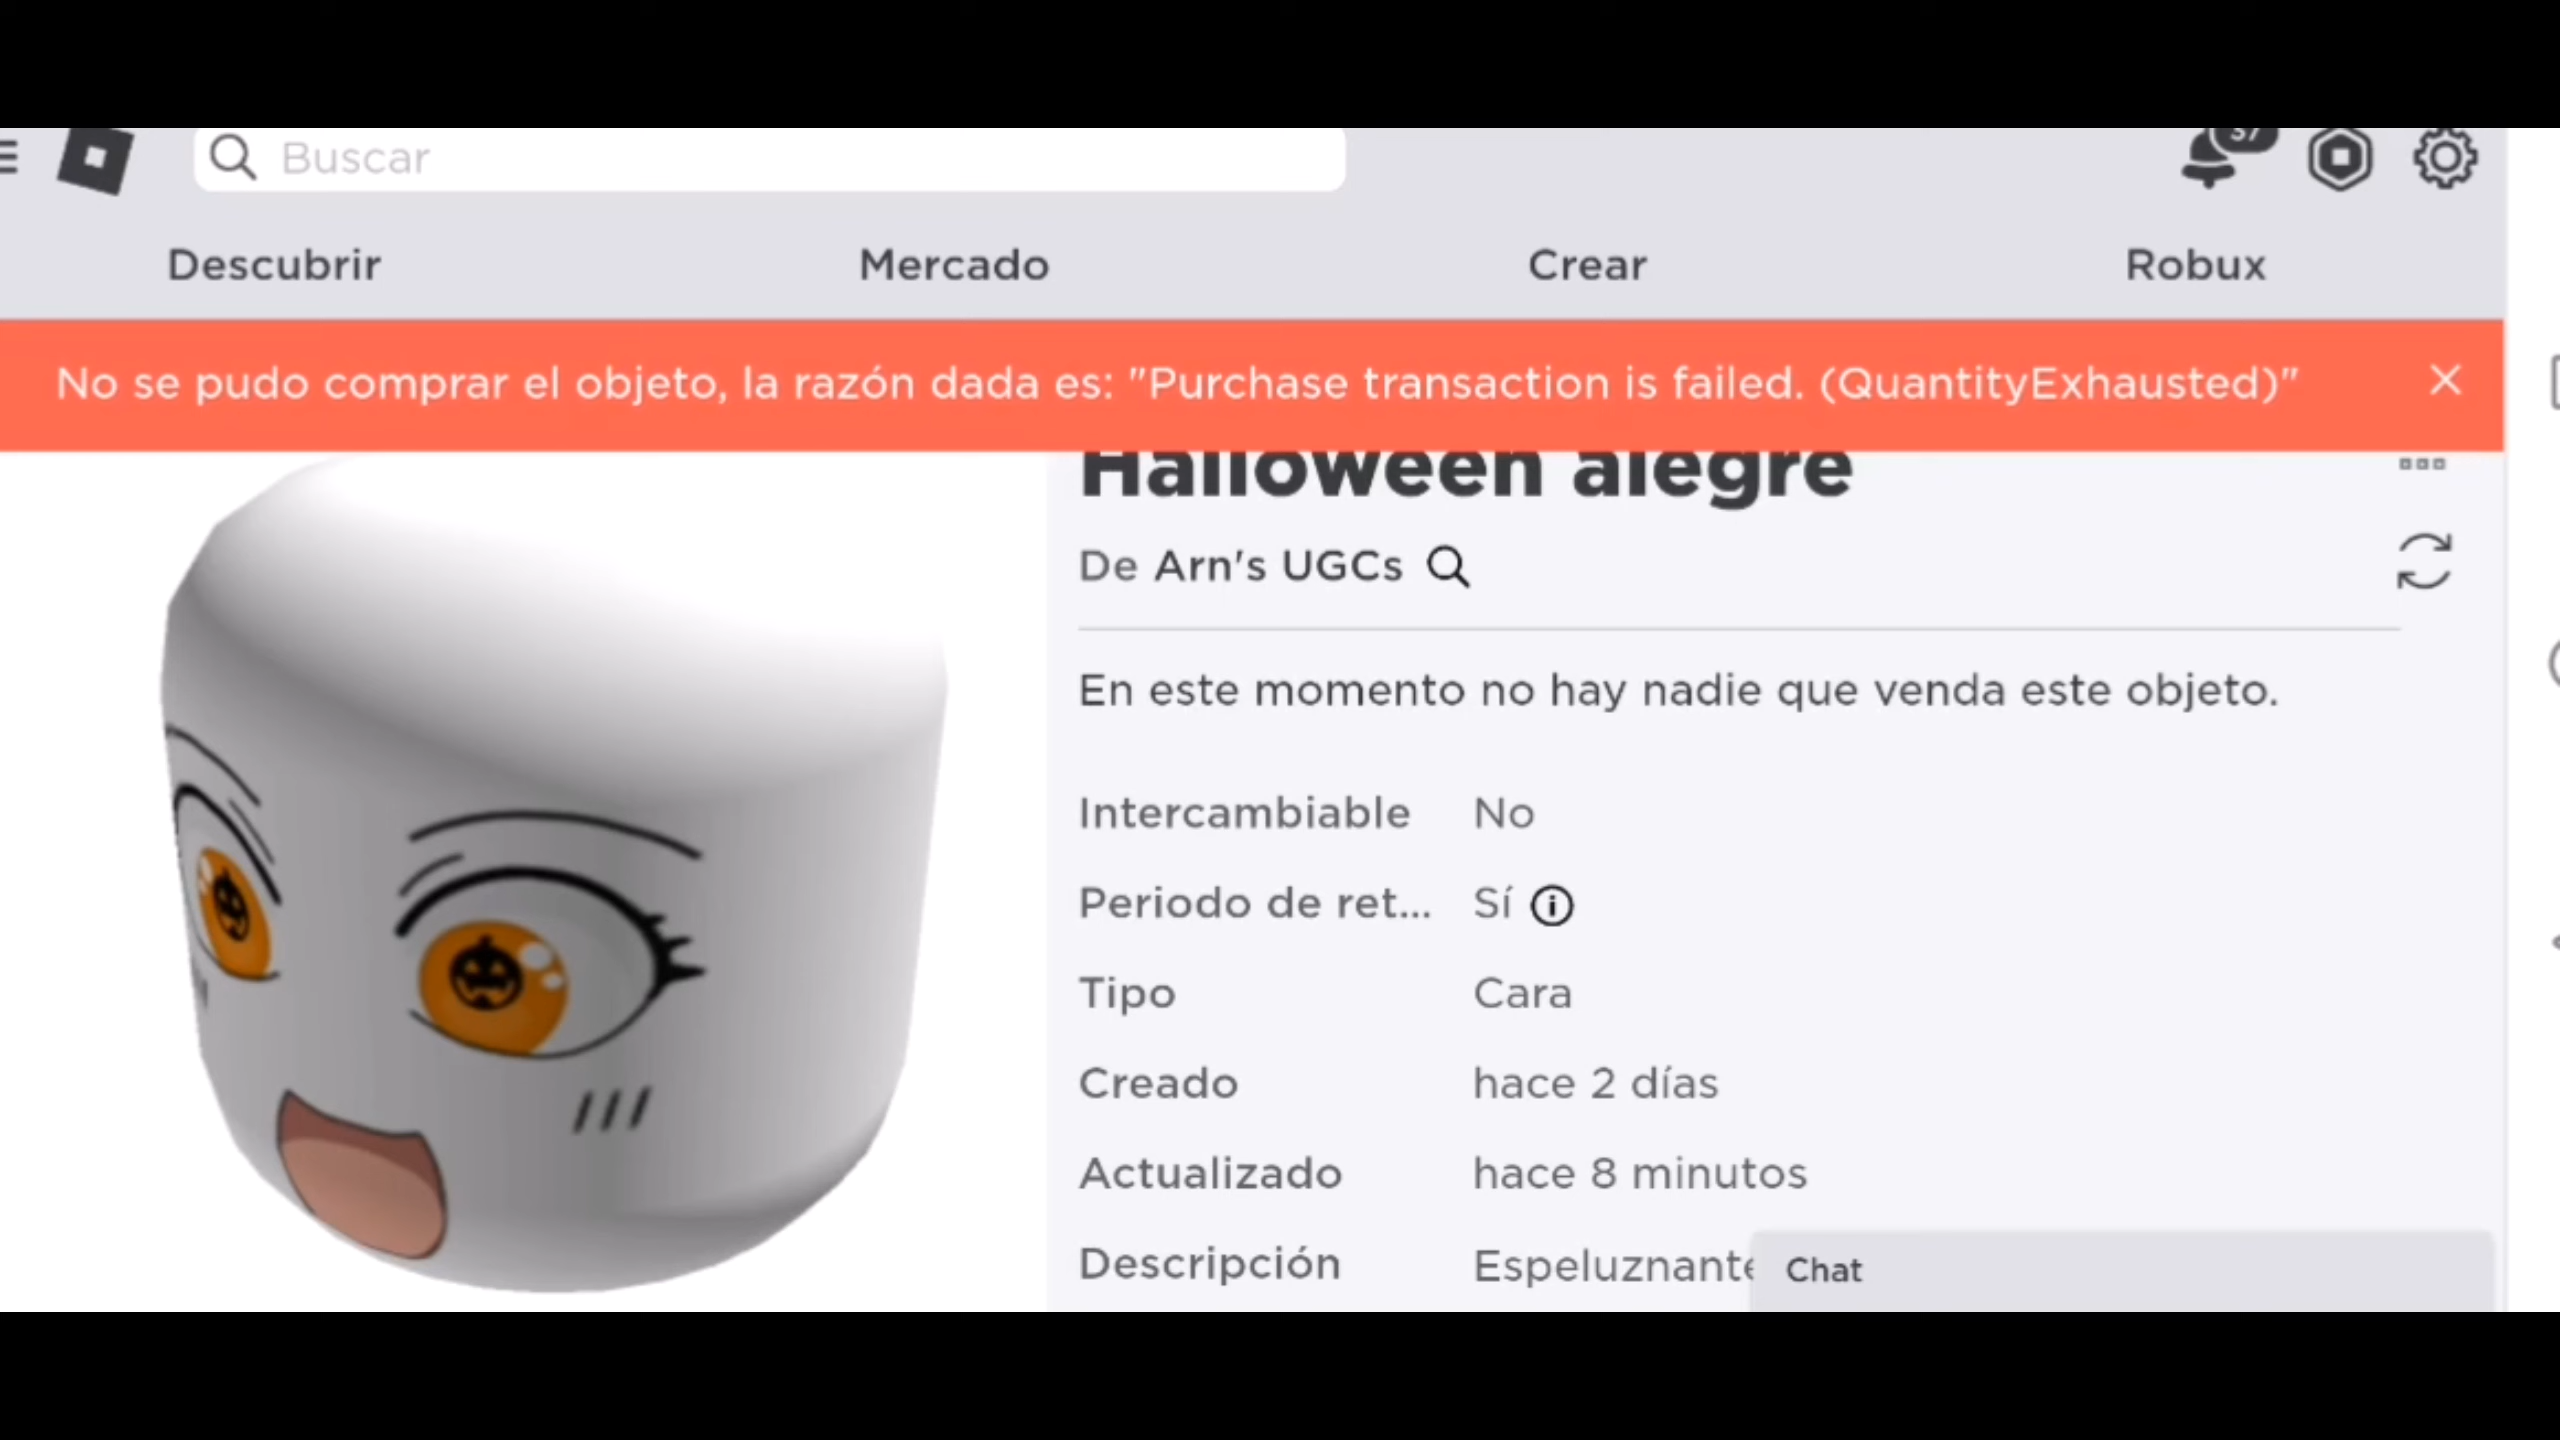 Buscar
Descubrir
Mercado
Crear
Robux
No se pudo comprar el objeto, la razón dada es: "Purchase transaction is failed. (QuantityExhausted)"
Halloween alegre
De Arn's UGCs
En este momento no hay nadie que venda este objeto.
Intercambiable No
Periodo de ret... Sí
Tipo Cara
Creado hace 2 días
Actualizado hace 8 minutos
Descripción Espeluznante
Chat